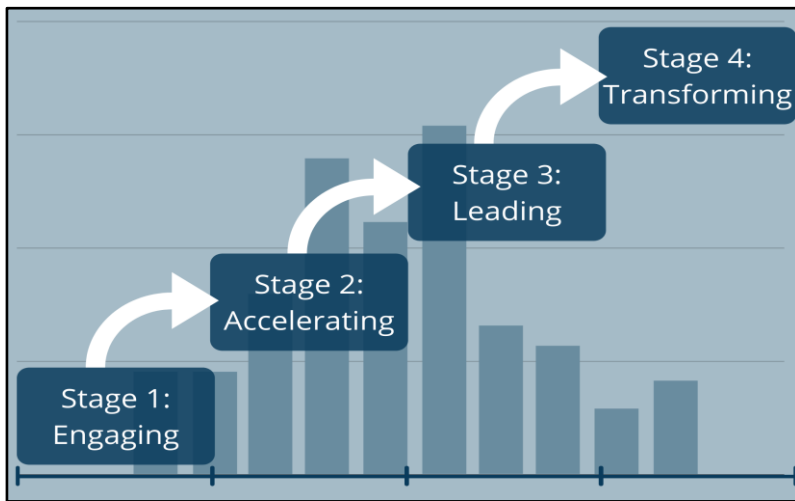 Stage 4:
Transforming
Stage 3:
Leading
Stage 2:
Accelerating
Stage 1:
Engaging